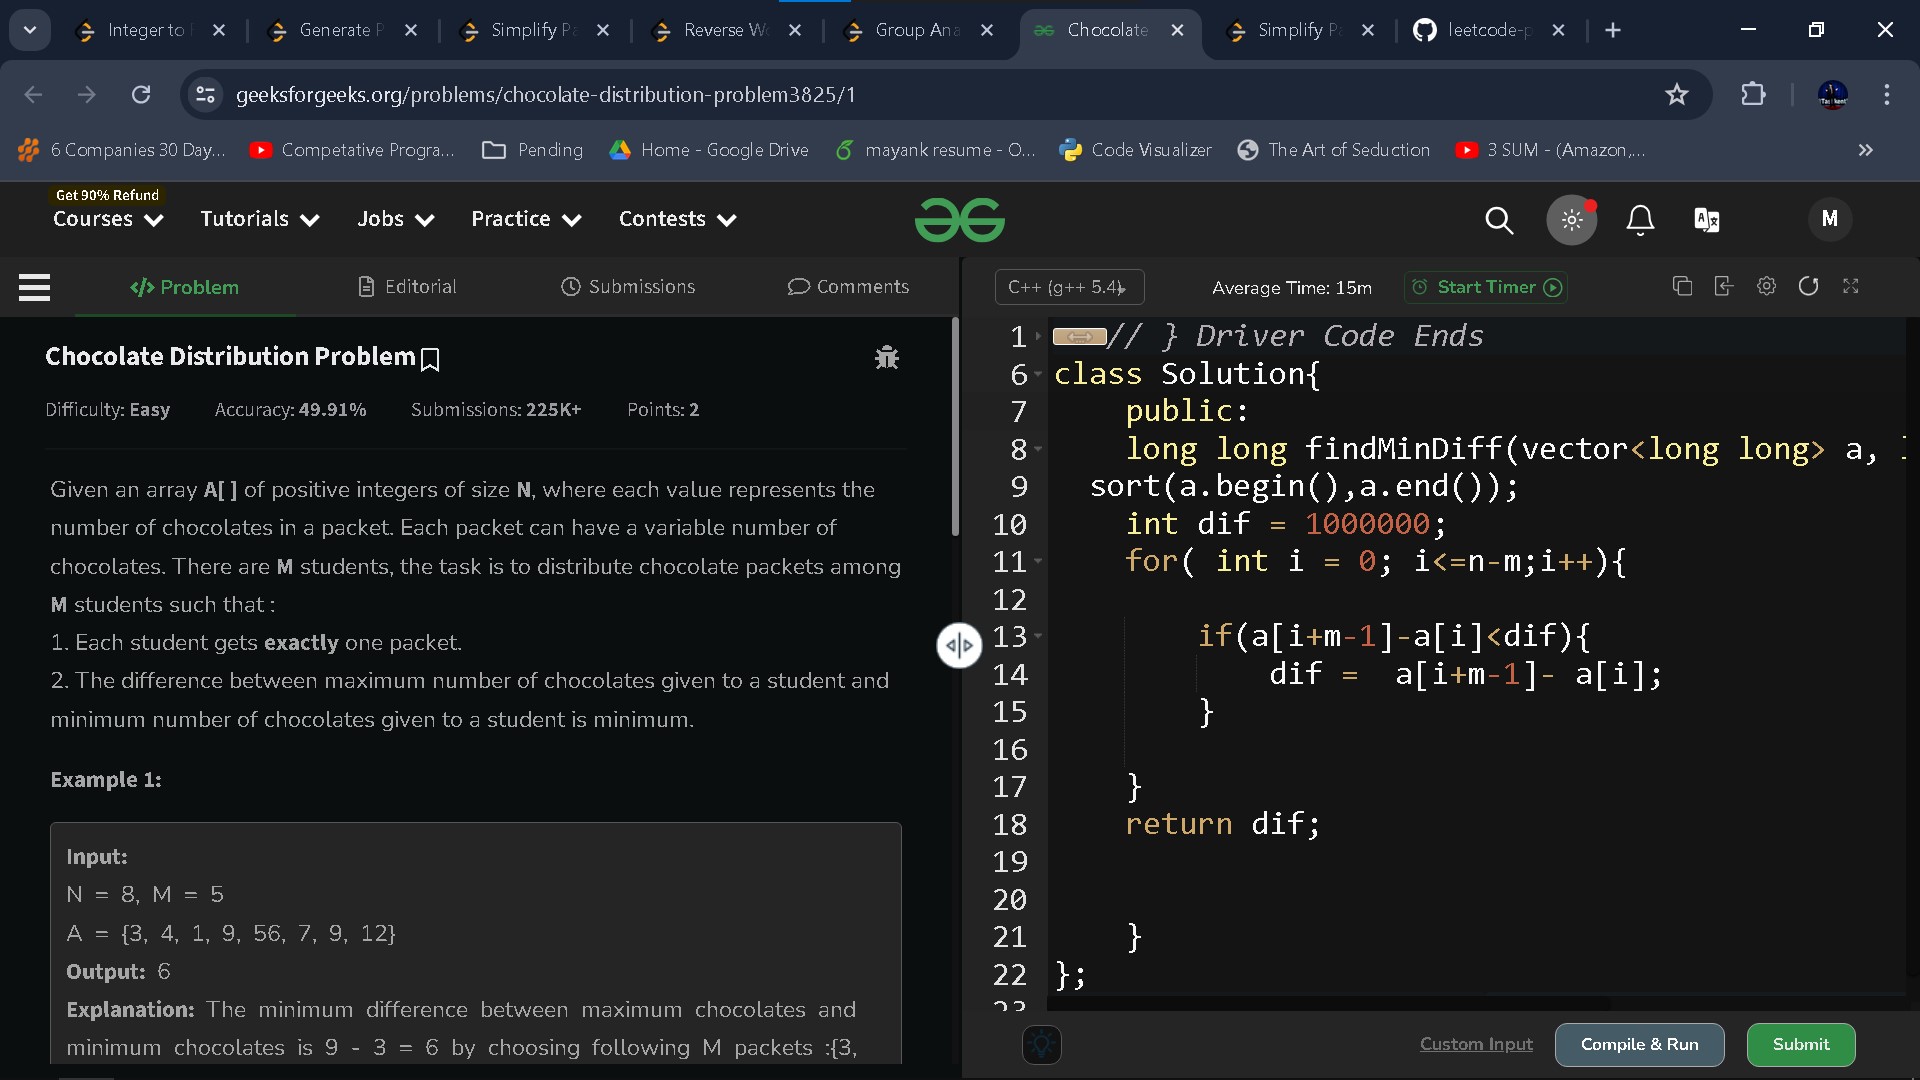 Integer to
Generate P
Simplify Pa
Reverse Wo
Group Ana
Chocolate
Simplify Pa
leetcode-p
geeksforgeeks.org/problems/chocolate-distribution-problem3825/1
6 Companies 30 Day...
Competative Progra...
Pending
Home - Google Drive
mayank resume - O...
Code Visualizer
The Art of Seduction
3 SUM - (Amazon,...
Get 90% Refund
Courses
Tutorials
Jobs
Practice
Contests
M
Problem
Editorial
Submissions
Comments
C++ (g++ 5.4)
Average Time: 15m
Start Timer
Chocolate Distribution Problem
Difficulty: Easy Accuracy: 49.91% Submissions: 225K+ Points: 2
Given an array A[ ] of positive integers of size N, where each value represents the
number of chocolates in a packet. Each packet can have a variable number of
chocolates. There are M students, the task is to distribute chocolate packets among
M students such that :
1. Each student gets exactly one packet.
2. The difference between maximum number of chocolates given to a student and
minimum number of chocolates given to a student is minimum.
Example 1:
Input:
N = 8, M = 5
A = {3, 4, 1, 9, 56, 7, 9, 12}
Output: 6
Explanation: The minimum difference between maximum chocolates and
minimum chocolates is 9 - 3 = 6 by choosing following M packets :{3,
1 // } Driver Code Ends
6 class Solution{
7 public:
8 long long findMinDiff(vector<long long> a,
9 sort(a.begin(),a.end());
10 int dif = 1000000;
11 for( int i = 0; i<=n-m;i++){
12
13 if(a[i+m-1]-a[i]<dif){
14 dif = a[i+m-1]- a[i];
15 }
16
17 }
18 return dif;
19
20
21 }
22 };
23
Custom Input
Compile & Run
Submit